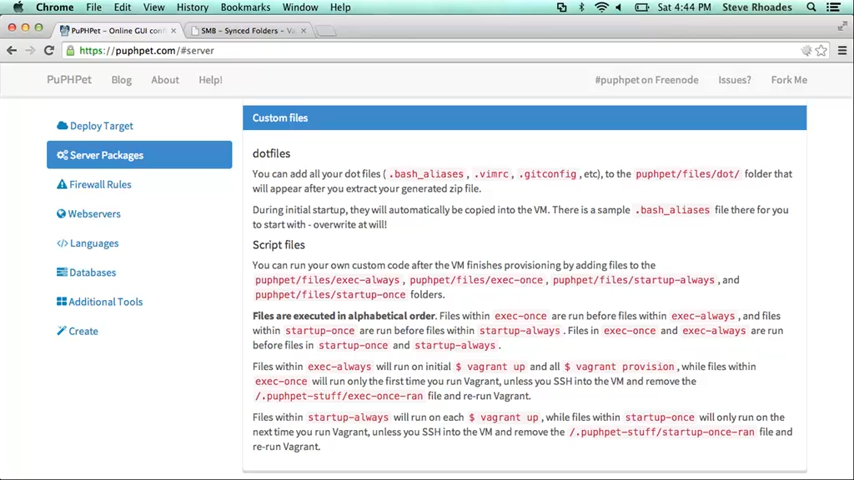 Chrome File Edit View History Bookmarks Window Help Sat 4:44 PM Steve Rhoades
PuPHPet – Online GUI con SMB - Synced Folders - Va
https://puphpet.com/#server
PuPHPet Blog About Help! #puphpet on Freenode Issues? Fork Me
Deploy Target
Server Packages
Firewall Rules
Webservers
Languages
Databases
Additional Tools
Create
Custom files
dotfiles
You can add all your dot files ( .bash_aliases , .vimrc , .gitconfig , etc), to the puphpet/files/dot/ folder that
will appear after you extract your generated zip file.
During initial startup, they will automatically be copied into the VM. There is a sample .bash_aliases file there for you
to start with - overwrite at will!
Script files
You can run your own custom code after the VM finishes provisioning by adding files to the
puphpet/files/exec-always , puphpet/files/exec-once , puphpet/files/startup-always , and
puphpet/files/startup-once folders.
Files are executed in alphabetical order. Files within exec-once are run before files within exec-always , and files
within startup-once are run before files within startup-always . Files in exec-once and exec-always are run
before files in startup-once and startup-always .
Files within exec-always will run on initial $ vagrant up and all $ vagrant provision , while files within
exec-once will run only the first time you run Vagrant, unless you SSH into the VM and remove the
/.puphpet-stuff/exec-once-ran file and re-run Vagrant.
Files within startup-always will run on each $ vagrant up , while files within startup-once will only run on the
next time you run Vagrant, unless you SSH into the VM and remove the /.puphpet-stuff/startup-once-ran file and
re-run Vagrant.